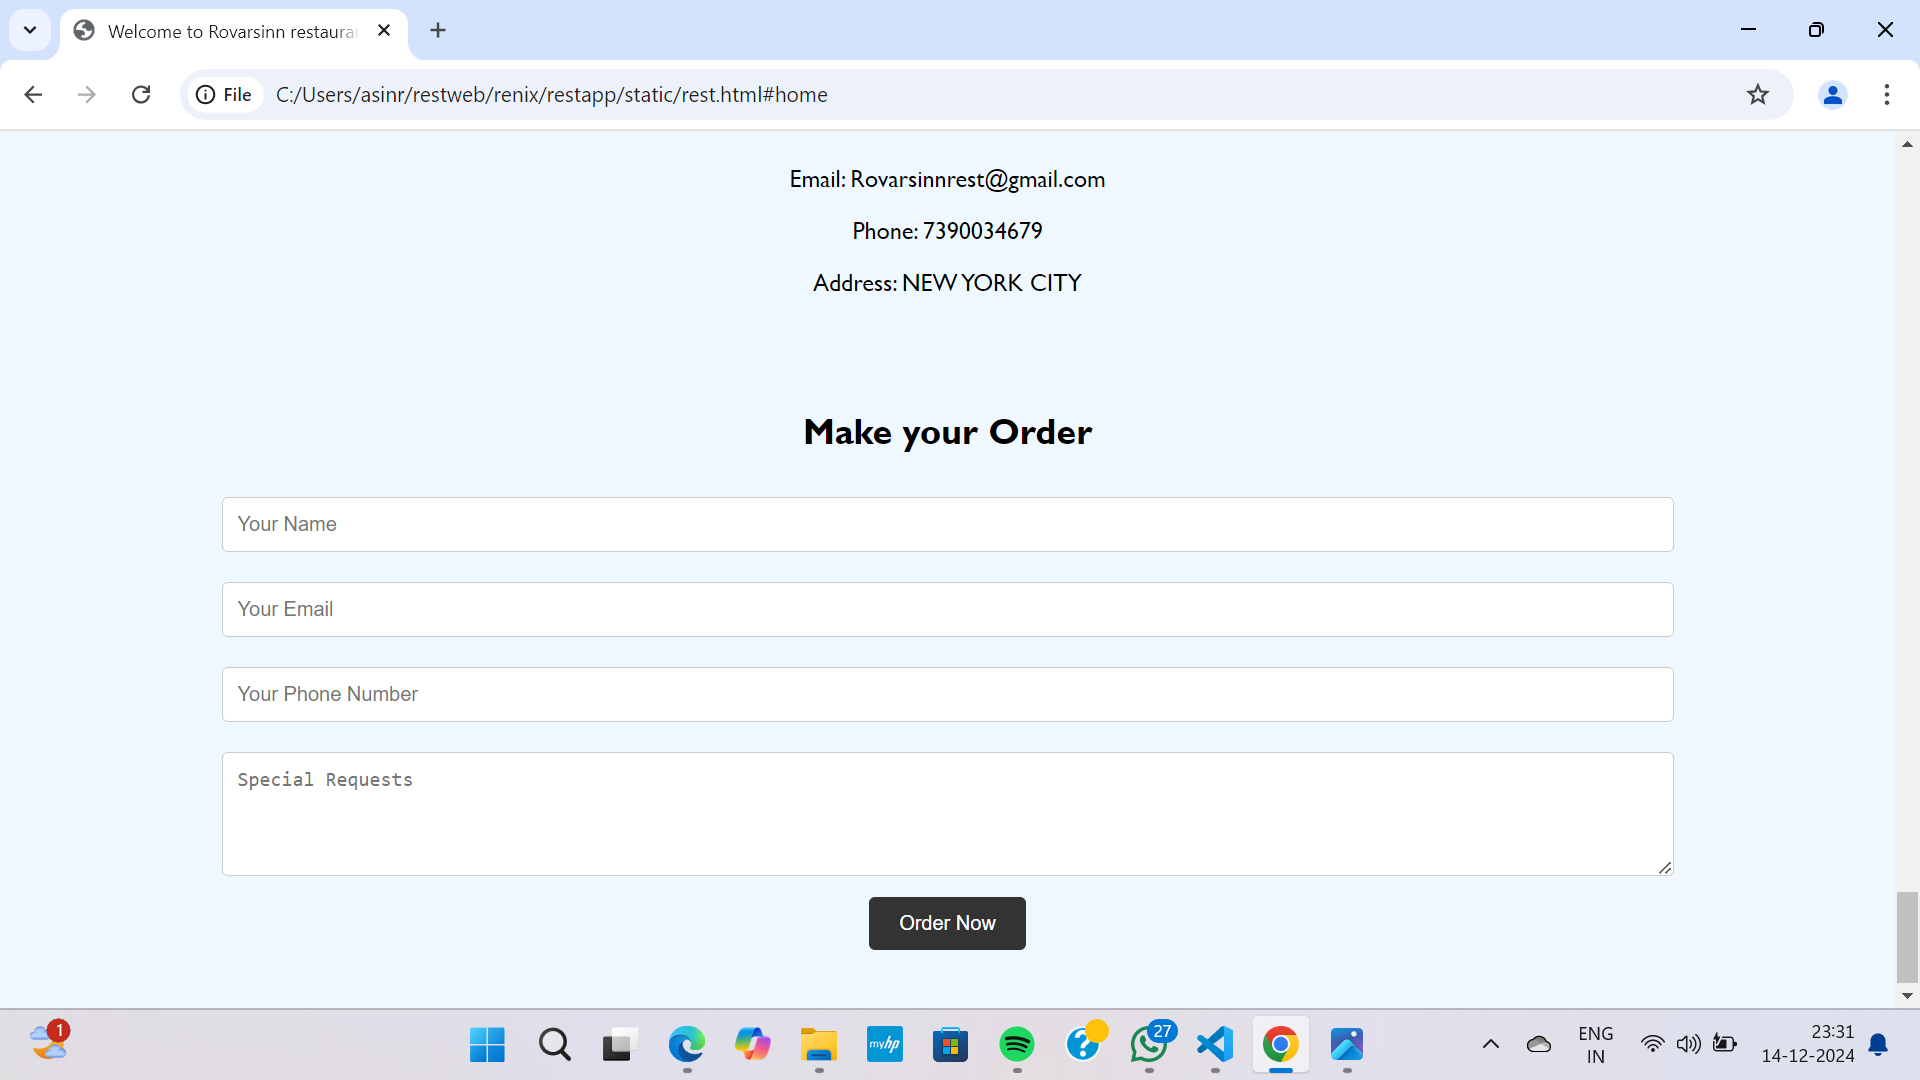 Welcome to Rovarsinn restaura
File
C:/Users/asinr/restweb/renix/restapp/static/rest.html#home
Email: Rovarsinnrest@gmail.com
Phone: 7390034679
Address: NEW YORK CITY
Make your Order
Your Name
Your Email
Your Phone Number
Special Requests
Order Now
1
myhp
27
ENG
IN
23:31
14-12-2024